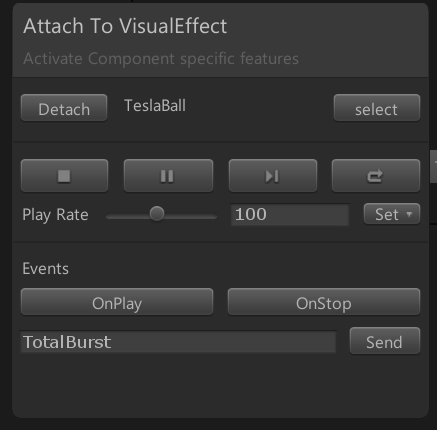 Attach To VisualEffect
Activate Component specific features
Detach TeslaBall select
Play Rate 100 Set
Events
OnPlay OnStop
TotalBurst Send